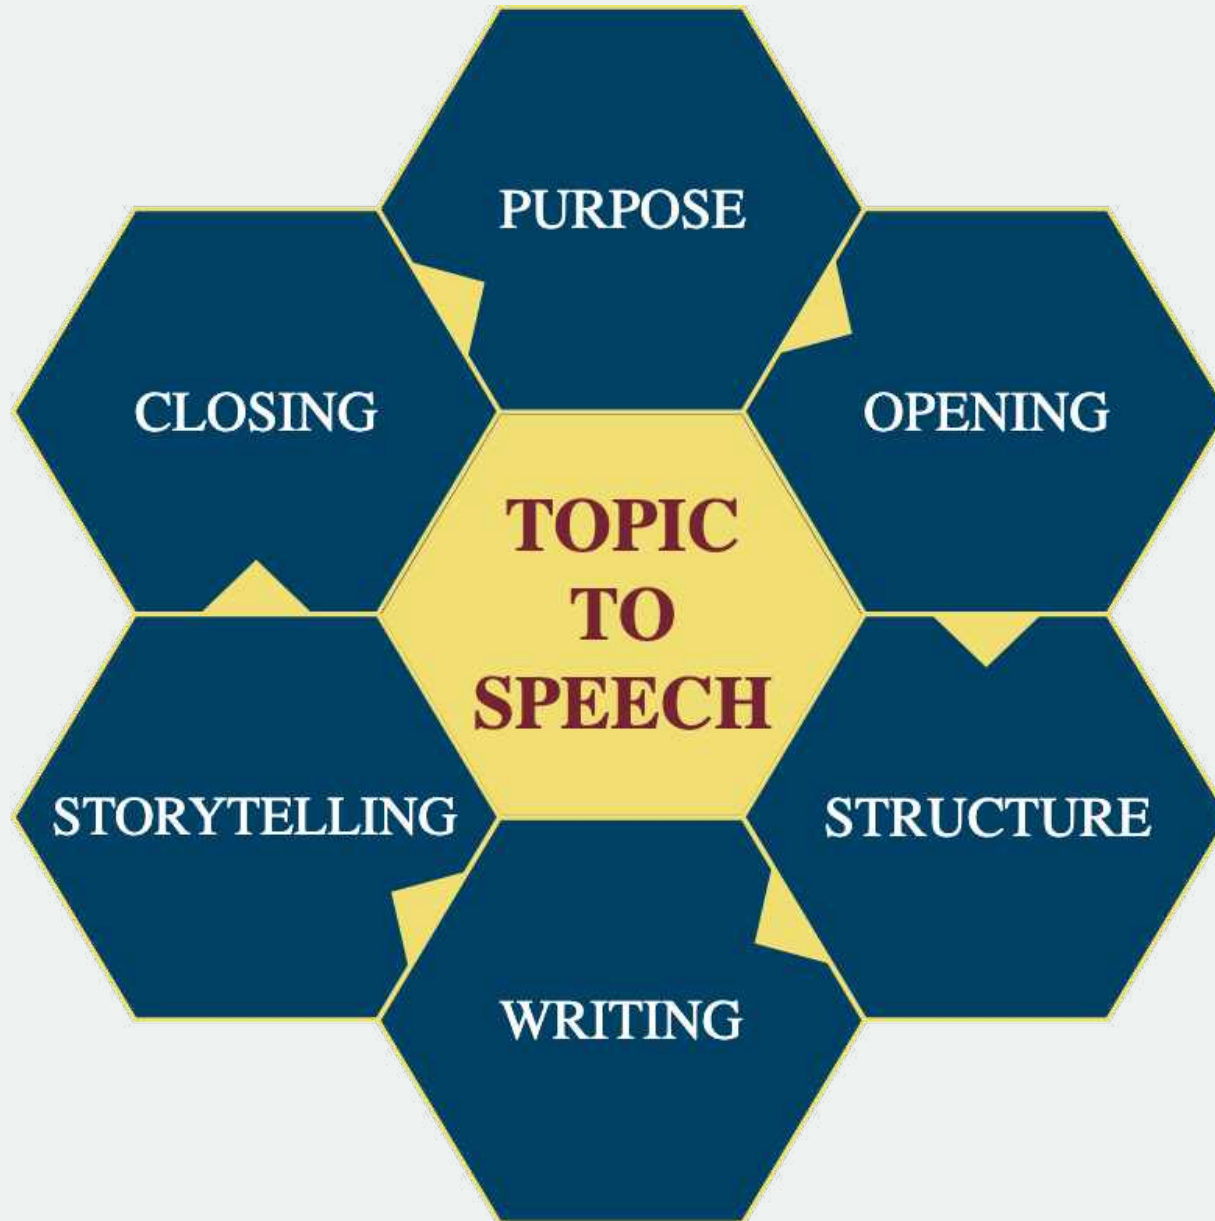 PURPOSE
CLOSING
OPENING
TOPIC
TO
SPEECH
STORYTELLING
STRUCTURE
WRITING